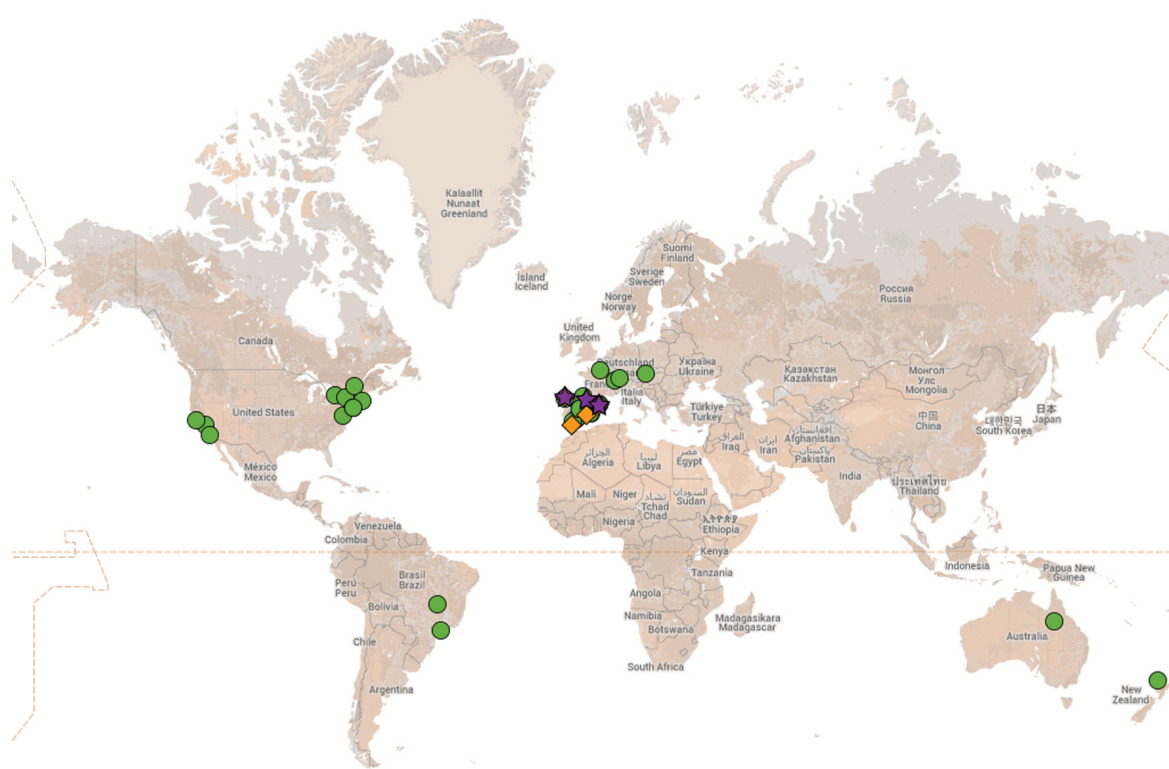 Kalaallit
Nunaat
Greenland
Suomi
Finland
Ísland
Iceland
Sverige
Sweden
Norge
Norway
Россия
Russia
United
Kingdom
Canada
Україна
Ukraine
Қазақстан
Kazakhstan
Монгол
Улс
Mongolia
Italia
Italy
United States
Türkiye
Turkey
中国
China
대한민국
South Korea
日本
Japan
العراق
Iraq
ایران
Iran
افغانستان
Afghanistan
پاکستان
Pakistan
الجزائر
Algeria
ليبيا
Libya
مصر
Egypt
México
Mexico
India
ประเทศไทย
Thailand
Mali
Niger
تشاد
Tchad
Chad
السودان
Sudan
Nigeria
ኢትዮጵያ
Ethiopia
Venezuela
Colombia
Kenya
Tanzania
Indonesia
Papua New
Guinea
Perú
Peru
Brasil
Brazil
Bolivia
Angola
Namibia
Botswana
Madagasikara
Madagascar
Chile
Australia
South Africa
Argentina
New
Zealand